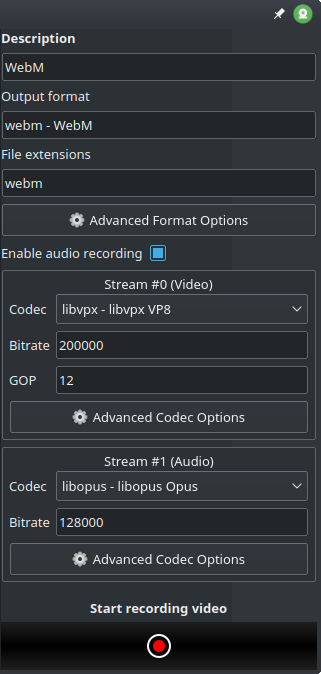 Description
WebM
Output format
webm - WebM
File extensions
webm
Advanced Format Options
Enable audio recording
Stream #0 (Video)
Codec libvpx - libvpx VP8
Bitrate 200000
GOP 12
Advanced Codec Options
Stream #1 (Audio)
Codec libopus - libopus Opus
Bitrate 128000
Advanced Codec Options
Start recording video